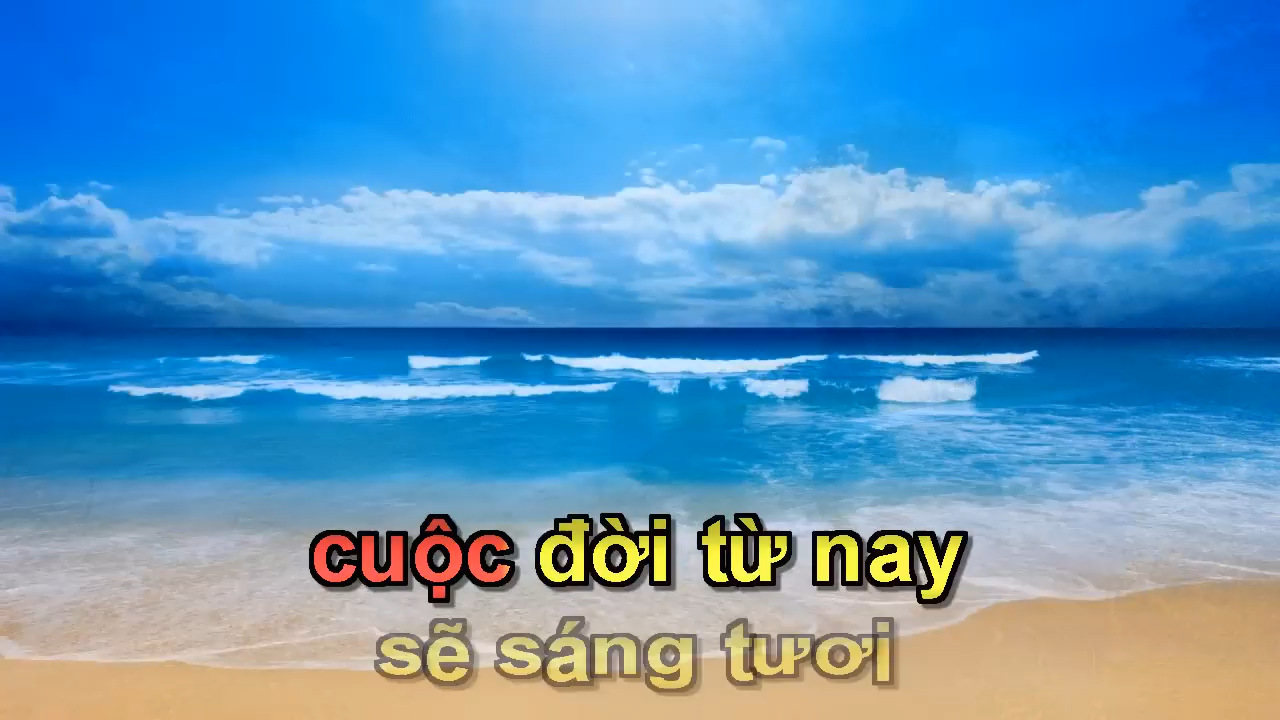 cuộc đời từ nay
sẽ sáng tươi